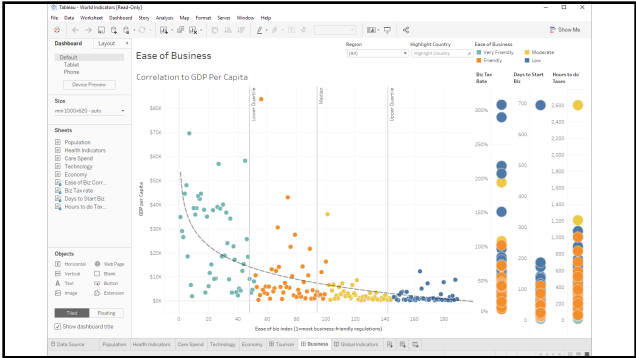 Tableau - World Indicators [Read-Only]
File Data Worksheet Dashboard Story Analysis Map Format Server Window Help
Show Me
Dashboard Layout
Default
Tablet
Phone
Device Preview
Size
min 1000x620 - auto
Sheets
Population
Health Indicators
Care Spend
Technology
Economy
Ease of Biz Corr...
Biz Tax rate
Days to Start Biz
Hours to do Tax...
Objects
Horizontal Web Page
Vertical Blank
Text Button
Image Extension
Tiled Floating
Show dashboard title
Ease of Business
Region
(All)
Highlight Country
Highlight Country
Ease of Business
Very Friendly Moderate
Friendly Low
Correlation to GDP Per Capita
Lower Quartile Median Upper Quartile
GDP per Capita
$80K
$70K
$60K
$50K
$40K
$30K
$20K
$10K
$0K
0 20 40 60 80 100 120 140 160 180
Ease of biz Index (1=most business-friendly regulations)
Biz Tax Rate
300%
250%
200%
150%
100%
50%
0%
Days to Start Biz
700
600
500
400
300
200
100
0
Hours to do Taxes
2,600
2,400
2,200
2,000
1,800
1,600
1,400
1,200
1,000
800
600
400
200
0
Data Source Population Health Indicators Care Spend Technology Economy Tourism Business Global Indicators